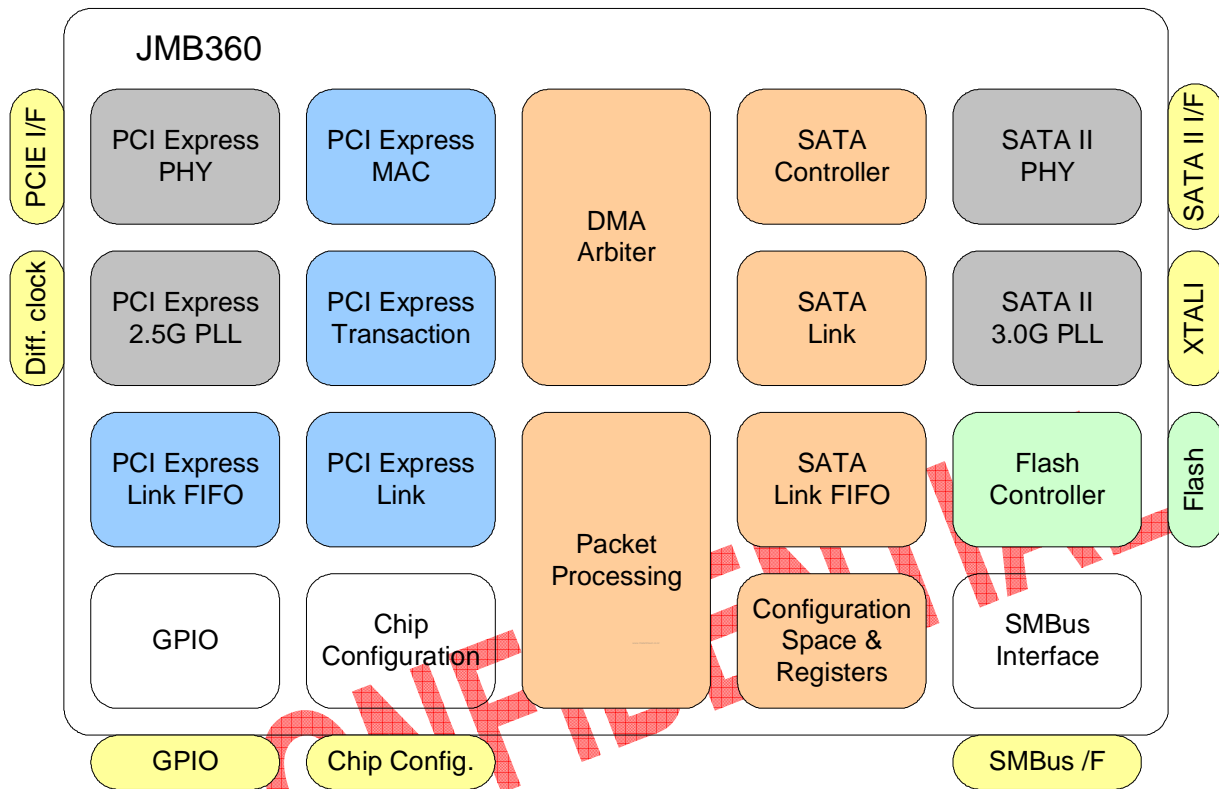 JMB360
PCIE I/F
PCI Express
PHY
PCI Express
MAC
DMA
Arbiter
SATA
Controller
SATA II
PHY
SATA II I/F
Diff. clock
PCI Express
2.5G PLL
PCI Express
Transaction
SATA
Link
SATA II
3.0G PLL
XTALI
PCI Express
Link FIFO
PCI Express
Link
Packet
Processing
SATA
Link FIFO
Flash
Controller
Flash
GPIO
Chip
Configuration
Configuration
Space &
Registers
SMBus
Interface
GPIO
Chip Config.
SMBus /F
CONFIDENTIAL